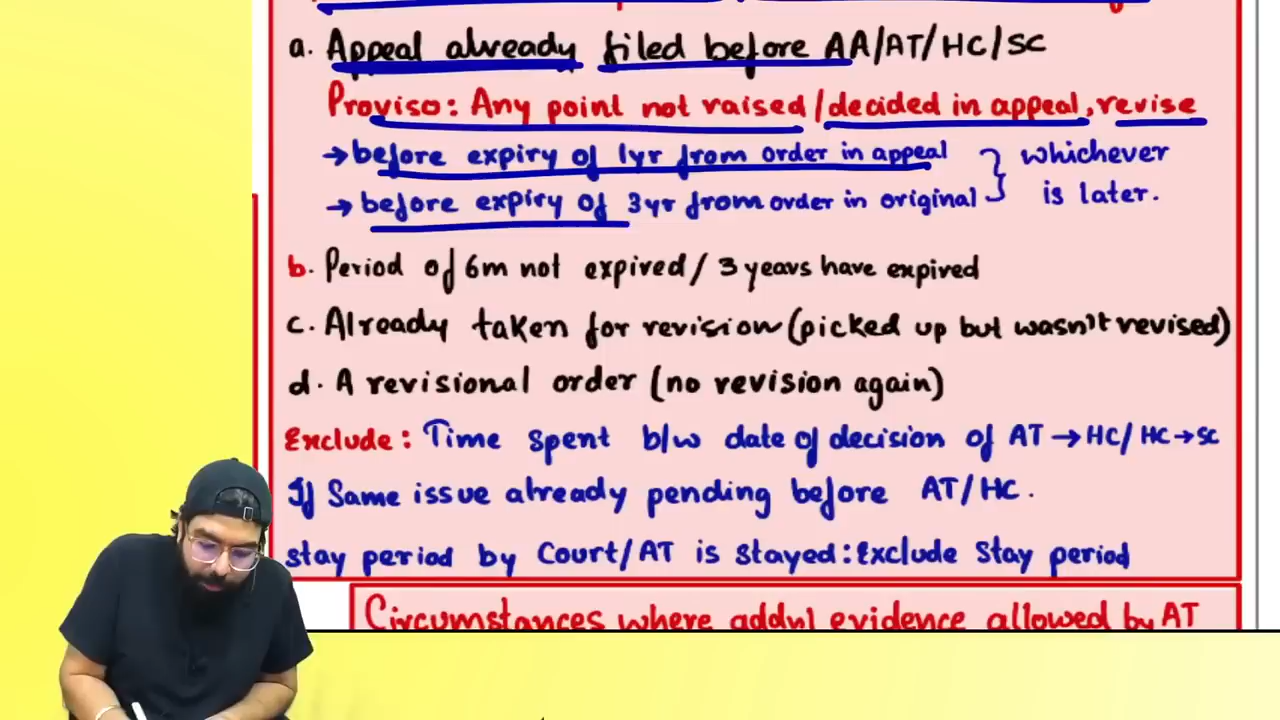 a. Appeal already filed before AA/AT/HC/SC
Proviso: Any point not raised/decided in appeal, revise
→before expiry of 1yr from order in appeal } whichever
→ before expiry of 3yr from order in original } is later.
b. Period of 6m not expired/ 3 years have expired
c. Already taken for revision (picked up but wasn't revised)
d. A revisional order (no revision again)
Exclude: Time spent b/w date of decision of AT→HC/ HC→SC
If Same issue already pending before AT/HC.
stay period by Court/AT is stayed: Exclude stay period
Circumstances where addnl evidence allowed by AT